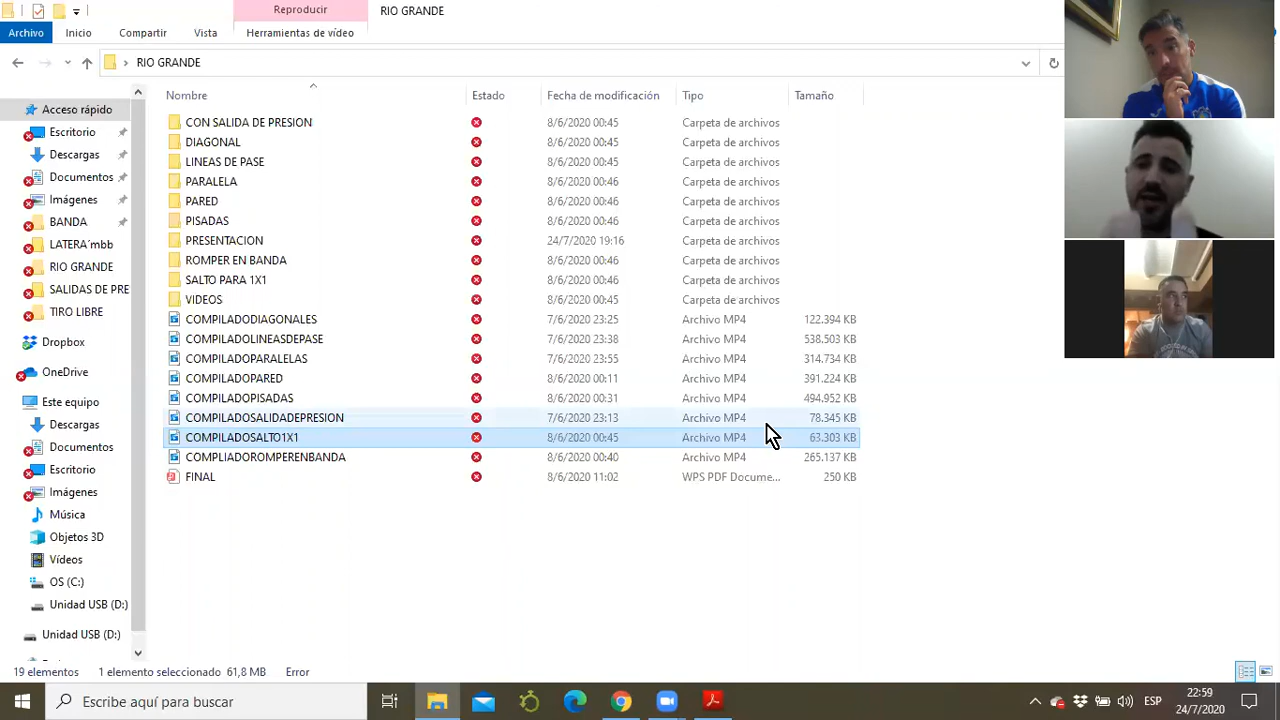 Reproducir RIO GRANDE
Archivo Inicio Compartir Vista Herramientas de vídeo
RIO GRANDE
Nombre Estado Fecha de modificación Tipo Tamaño
Acceso rápido
Escritorio
Descargas
Documentos
Imágenes
BANDA
LATERA´mbb
RIO GRANDE
SALIDAS DE PRE
TIRO LIBRE
Dropbox
OneDrive
Este equipo
Descargas
Documentos
Escritorio
Imágenes
Música
Objetos 3D
Vídeos
OS (C:)
Unidad USB (D:)
Unidad USB (D:)
CON SALIDA DE PRESION 8/6/2020 00:45 Carpeta de archivos
DIAGONAL 8/6/2020 00:45 Carpeta de archivos
LINEAS DE PASE 8/6/2020 00:45 Carpeta de archivos
PARALELA 8/6/2020 00:46 Carpeta de archivos
PARED 8/6/2020 00:46 Carpeta de archivos
PISADAS 8/6/2020 00:46 Carpeta de archivos
PRESENTACION 24/7/2020 19:16 Carpeta de archivos
ROMPER EN BANDA 8/6/2020 00:46 Carpeta de archivos
SALTO PARA 1X1 8/6/2020 00:46 Carpeta de archivos
VIDEOS 8/6/2020 00:45 Carpeta de archivos
COMPILADODIAGONALES 7/6/2020 23:25 Archivo MP4 122.394 KB
COMPILADOLINEASDEPASE 7/6/2020 23:38 Archivo MP4 538.503 KB
COMPILADOPARALELAS 7/6/2020 23:55 Archivo MP4 314.734 KB
COMPILADOPARED 8/6/2020 00:11 Archivo MP4 391.224 KB
COMPILADOPISADAS 8/6/2020 00:31 Archivo MP4 494.952 KB
COMPILADOSALIDADEPRESION 7/6/2020 23:13 Archivo MP4 78.345 KB
COMPILADOSALTO1X1 8/6/2020 00:45 Archivo MP4 63.303 KB
COMPLIADOROMPERENBANDA 8/6/2020 00:40 Archivo MP4 265.137 KB
FINAL 8/6/2020 11:02 WPS PDF Docume... 250 KB
19 elementos 1 elemento seleccionado 61,8 MB Error
Escribe aquí para buscar ESP 22:59
24/7/2020